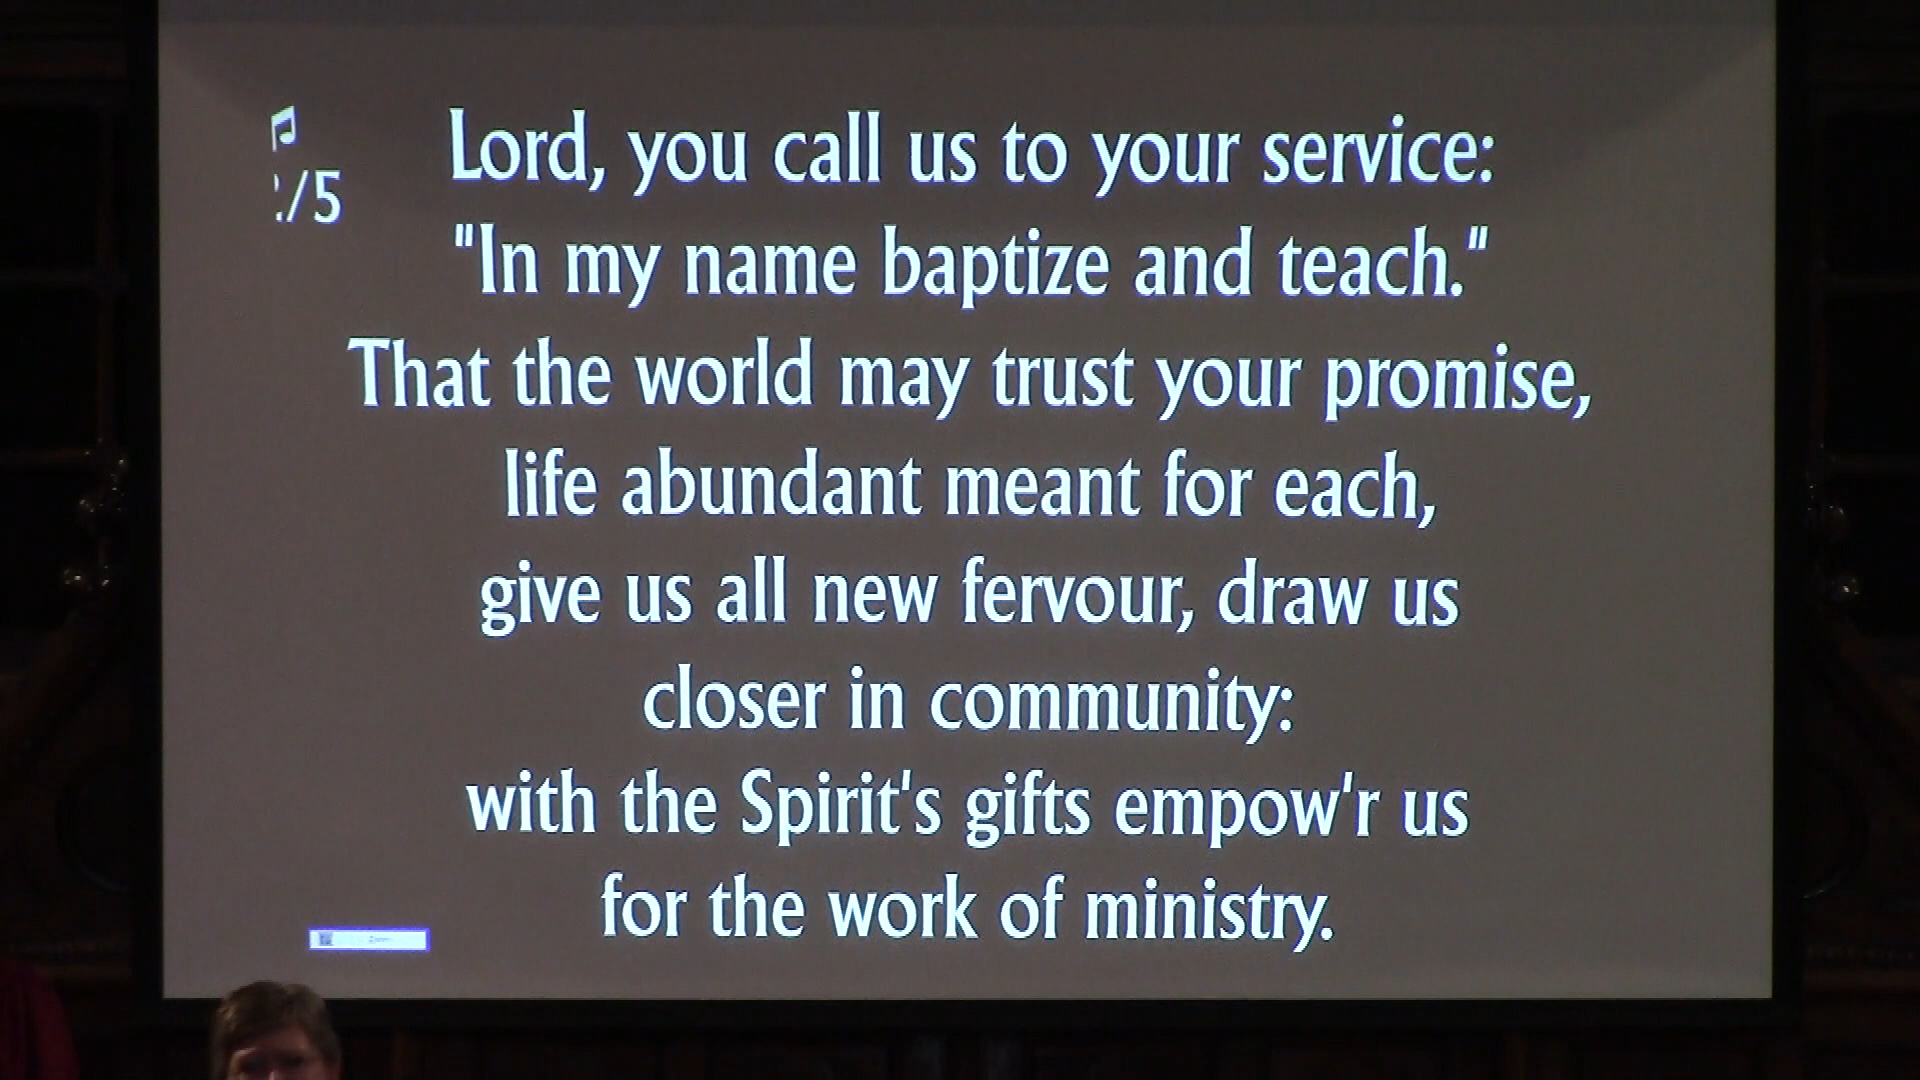 ♫
/5
Lord, you call us to your service:
"In my name baptize and teach."
That the world may trust your promise,
life abundant meant for each,
give us all new fervour, draw us
closer in community:
with the Spirit's gifts empow'r us
for the work of ministry.